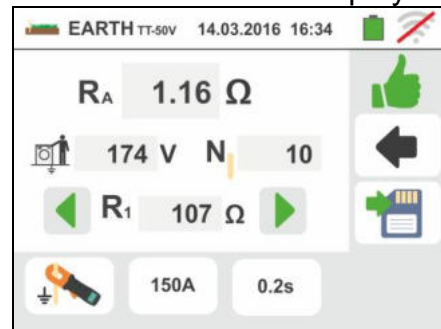 EARTH TT-50V 14.03.2016 16:34
RA 1.16 Ω
174 V N 10
R1 107 Ω
150A 0.2s